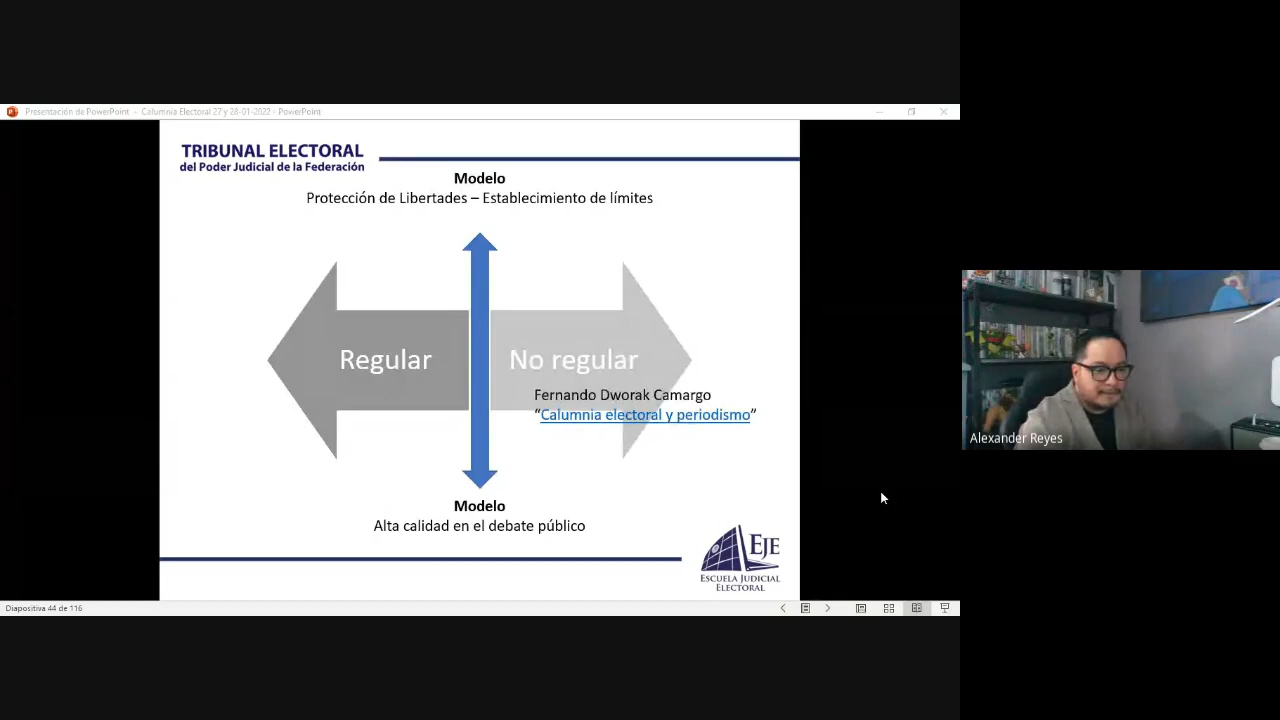 Presentación de PowerPoint - Calumnia Electoral 27 y 28-01-2022 - PowerPoint
TRIBUNAL ELECTORAL
del Poder Judicial de la Federación
Modelo
Protección de Libertades – Establecimiento de límites
Regular
No regular
Fernando Dworak Camargo
“Calumnia electoral y periodismo”
Modelo
Alta calidad en el debate público
EJE
ESCUELA JUDICIAL
ELECTORAL
Diapositiva 44 de 116
Alexander Reyes